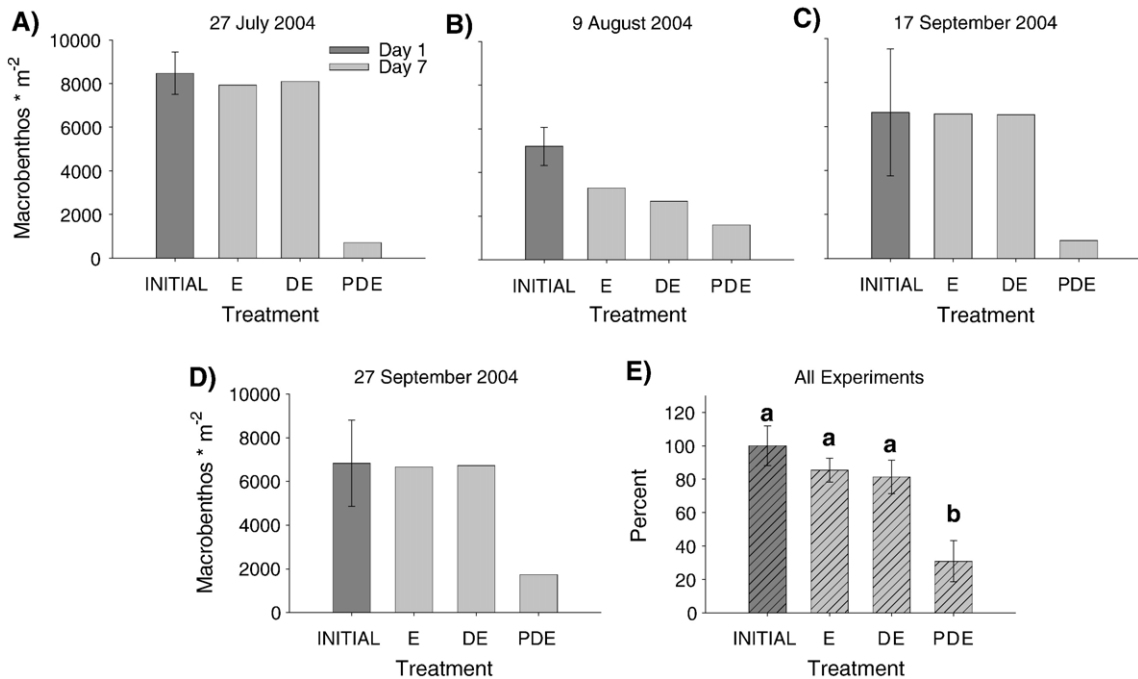 A)
27 July 2004
Day 1
Day 7
Macrobenthos * m-2
10000
8000
6000
4000
2000
0
INITIAL E DE PDE
Treatment
B)
9 August 2004
INITIAL E DE PDE
Treatment
C)
17 September 2004
INITIAL E DE PDE
Treatment
D)
27 September 2004
Macrobenthos * m-2
10000
8000
6000
4000
2000
0
INITIAL E DE PDE
Treatment
E)
All Experiments
Percent
120
100
80
60
40
20
0
a
a
a
b
INITIAL E DE PDE
Treatment